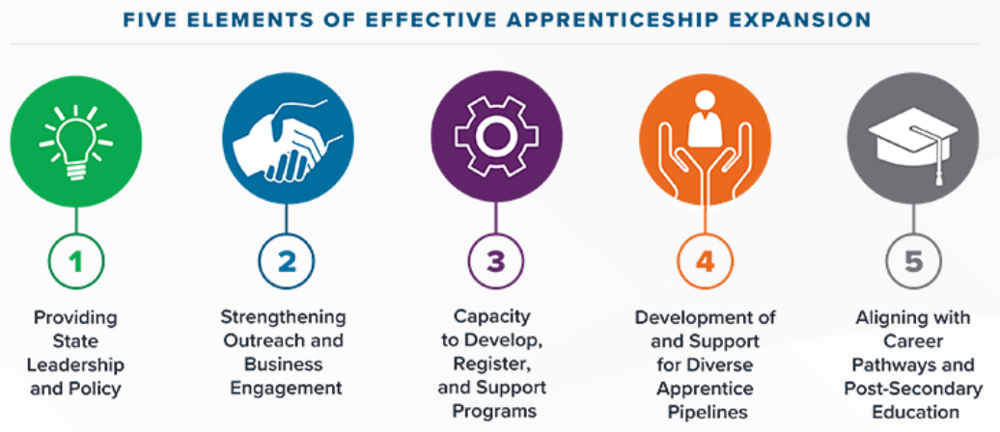 FIVE ELEMENTS OF EFFECTIVE APPRENTICESHIP EXPANSION
1
Providing
State
Leadership
and Policy
2
Strengthening
Outreach and
Business
Engagement
3
Capacity
to Develop,
Register,
and Support
Programs
4
Development of
and Support
for Diverse
Apprentice
Pipelines
5
Aligning with
Career
Pathways and
Post-Secondary
Education